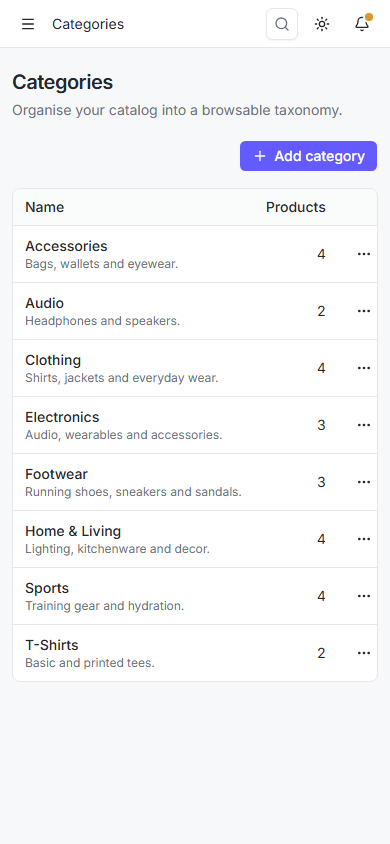 Categories
Categories
Organise your catalog into a browsable taxonomy.
Add category
Name Products
Accessories
Bags, wallets and eyewear.
4
Audio
Headphones and speakers.
2
Clothing
Shirts, jackets and everyday wear.
4
Electronics
Audio, wearables and accessories.
3
Footwear
Running shoes, sneakers and sandals.
3
Home & Living
Lighting, kitchenware and decor.
4
Sports
Training gear and hydration.
4
T-Shirts
Basic and printed tees.
2